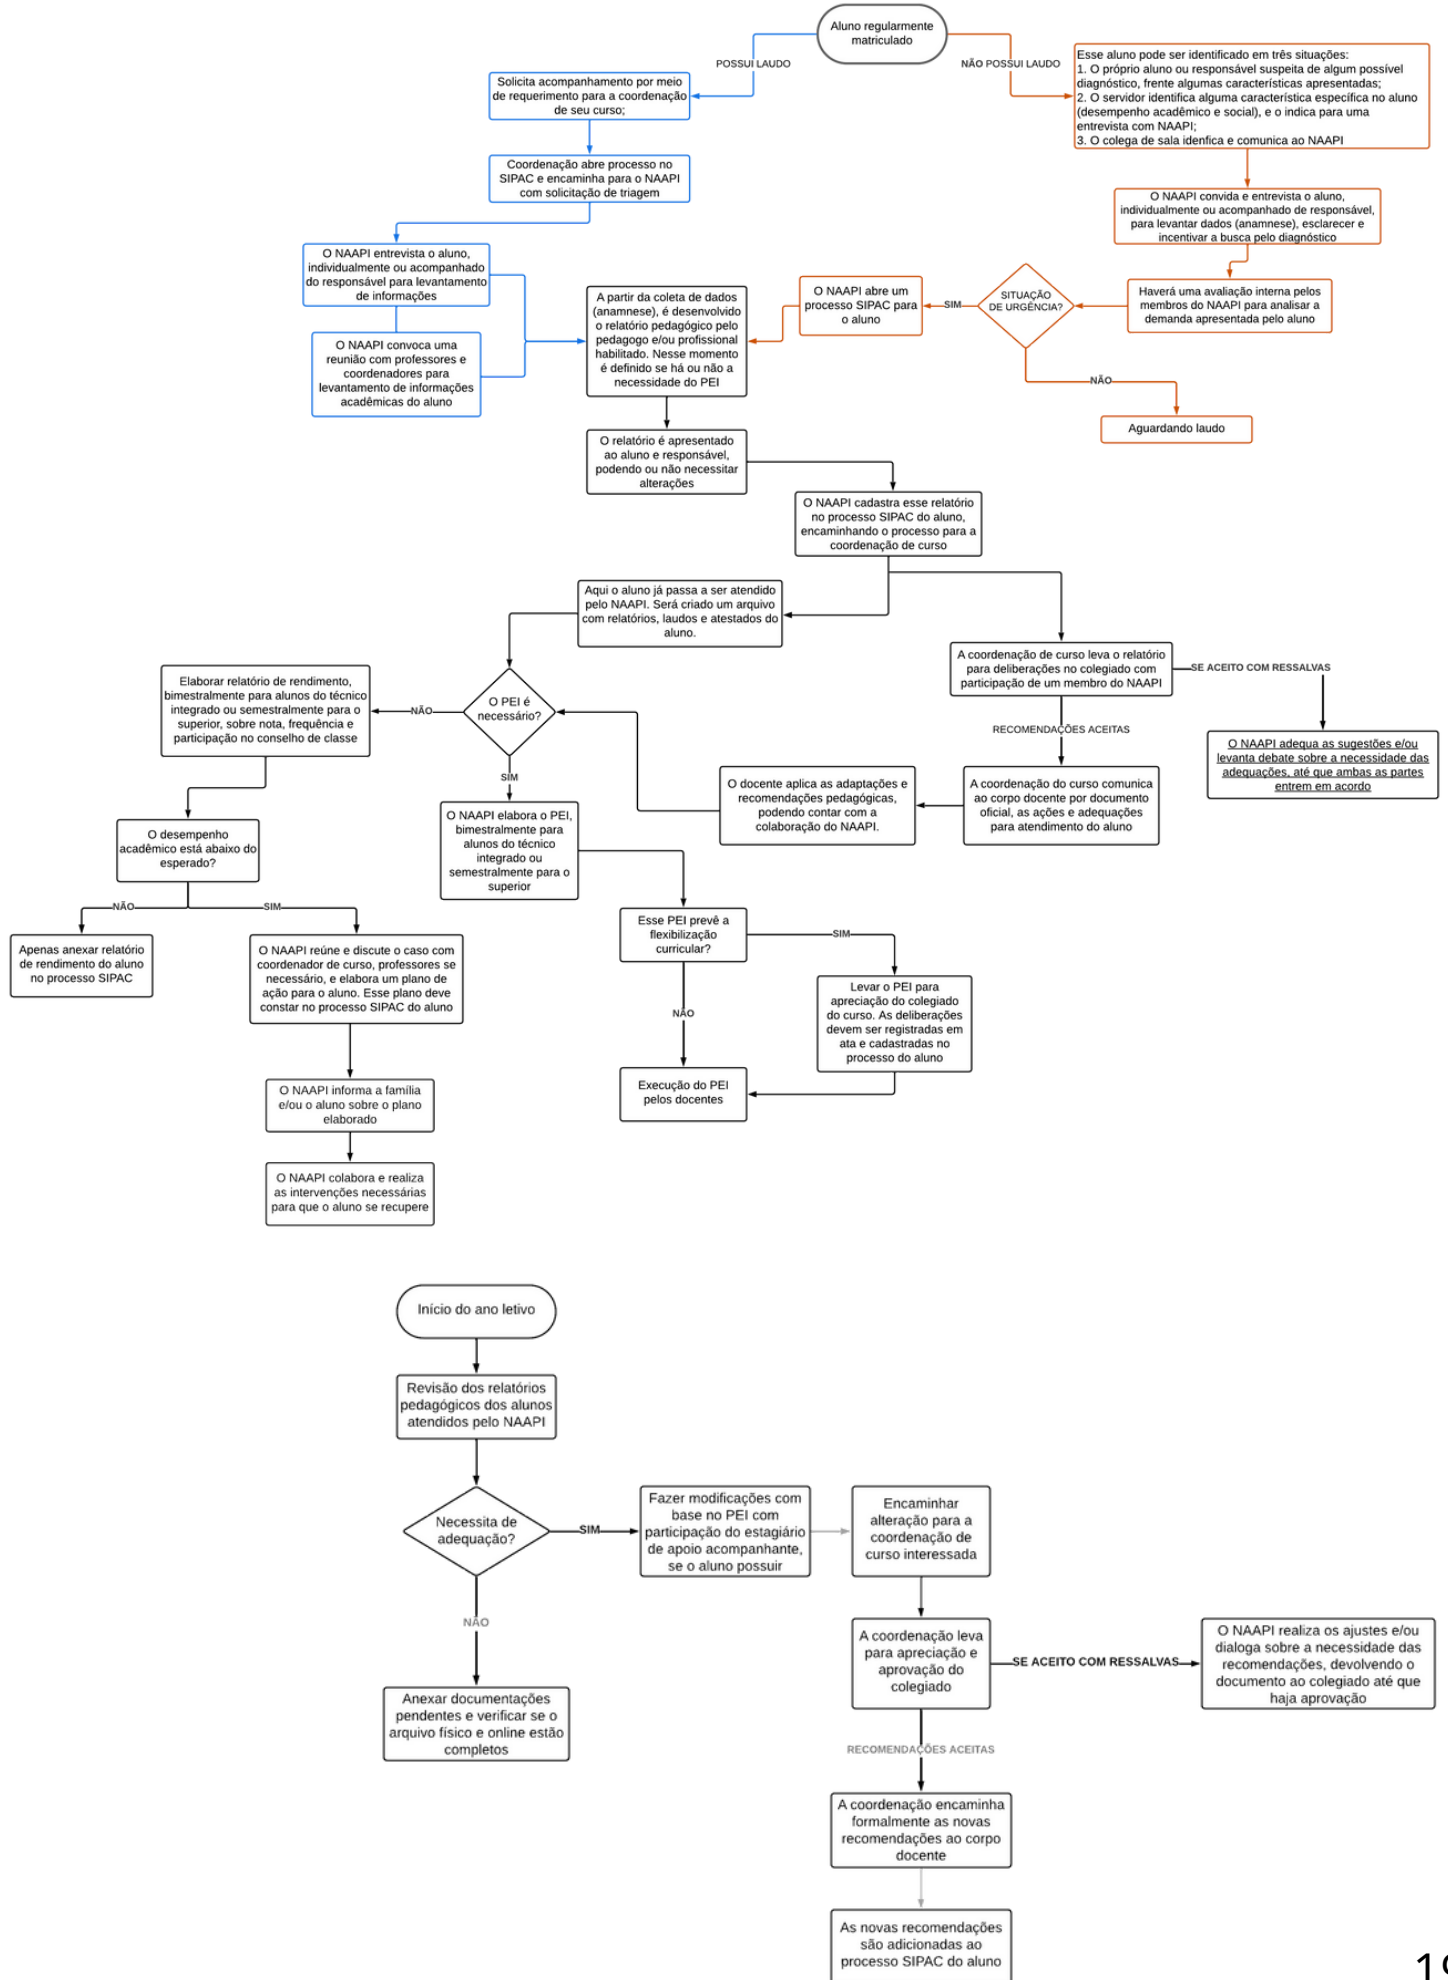 Aluno regularmente
matriculado
POSSUI LAUDO
NÃO POSSUI LAUDO
Solicita acompanhamento por meio
de requerimento para a coordenação
de seu curso;
Esse aluno pode ser identificado em três situações:
1. O próprio aluno ou responsável suspeita de algum possível
diagnóstico, frente algumas características apresentadas;
2. O servidor identifica alguma característica específica no aluno
(desempenho acadêmico e social), e o indica para uma
entrevista com NAAPI;
3. O colega de sala idenfica e comunica ao NAAPI
Coordenação abre processo no
SIPAC e encaminha para o NAAPI
com solicitação de triagem
O NAAPI convida e entrevista o aluno,
individualmente ou acompanhado de responsável,
para levantar dados (anamnese), esclarecer e
incentivar a busca pelo diagnóstico
O NAAPI entrevista o aluno,
individualmente ou acompanhado
do responsável para levantamento
de informações
O NAAPI convoca uma
reunião com professores e
coordenadores para
levantamento de informações
acadêmicas do aluno
A partir da coleta de dados
(anamnese), é desenvolvido
o relatório pedagógico pelo
pedagogo e/ou profissional
habilitado. Nesse momento
é definido se há ou não a
necessidade do PEI
O NAAPI abre um
processo SIPAC para
o aluno
SIM
SITUAÇÃO
DE URGÊNCIA?
Haverá uma avaliação interna pelos
membros do NAAPI para analisar a
demanda apresentada pelo aluno
NÃO
Aguardando laudo
O relatório é apresentado
ao aluno e responsável,
podendo ou não necessitar
alterações
O NAAPI cadastra esse relatório
no processo SIPAC do aluno,
encaminhando o processo para a
coordenação de curso
Aqui o aluno já passa a ser atendido
pelo NAAPI. Será criado um arquivo
com relatórios, laudos e atestados do
aluno.
A coordenação de curso leva o relatório
para deliberações no colegiado com
participação de um membro do NAAPI
SE ACEITO COM RESSALVAS
Elaborar relatório de rendimento,
bimestralmente para alunos do técnico
integrado ou semestralmente para o
superior, sobre nota, frequência e
participação no conselho de classe
NÃO
O PEI é
necessário?
RECOMENDAÇÕES ACEITAS
O NAAPI adequa as sugestões e/ou
levanta debate sobre a necessidade das
adequações, até que ambas as partes
entrem em acordo
SIM
O docente aplica as adaptações e
recomendações pedagógicas,
podendo contar com a
colaboração do NAAPI.
A coordenação do curso comunica
ao corpo docente por documento
oficial, as ações e adequações
para atendimento do aluno
O desempenho
acadêmico está abaixo do
esperado?
O NAAPI elabora o PEI,
bimestralmente para
alunos do técnico
integrado ou
semestralmente para o
superior
NÃO
SIM
Esse PEI prevê a
flexibilização
curricular?
SIM
Apenas anexar relatório
de rendimento do aluno
no processo SIPAC
O NAAPI reúne e discute o caso com
coordenador de curso, professores se
necessário, e elabora um plano de
ação para o aluno. Esse plano deve
constar no processo SIPAC do aluno
NÃO
Levar o PEI para
apreciação do colegiado
do curso. As deliberações
devem ser registradas em
ata e cadastradas no
processo do aluno
O NAAPI informa a família
e/ou o aluno sobre o plano
elaborado
Execução do PEI
pelos docentes
O NAAPI colabora e realiza
as intervenções necessárias
para que o aluno se recupere
Início do ano letivo
Revisão dos relatórios
pedagógicos dos alunos
atendidos pelo NAAPI
Necessita de
adequação?
SIM
Fazer modificações com
base no PEI com
participação do estagiário
de apoio acompanhante,
se o aluno possuir
Encaminhar
alteração para a
coordenação de
curso interessada
NÃO
A coordenação leva
para apreciação e
aprovação do
colegiado
SE ACEITO COM RESSALVAS
O NAAPI realiza os ajustes e/ou
dialoga sobre a necessidade das
recomendações, devolvendo o
documento ao colegiado até que
haja aprovação
Anexar documentações
pendentes e verificar se o
arquivo físico e online estão
completos
RECOMENDAÇÕES ACEITAS
A coordenação encaminha
formalmente as novas
recomendações ao corpo
docente
As novas recomendações
são adicionadas ao
processo SIPAC do aluno